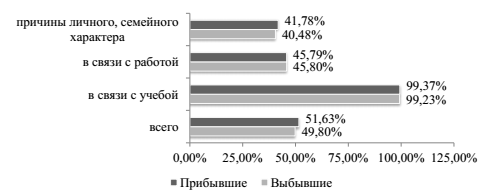 причины личного, семейного
характера
41,78%
40,48%
в связи с работой
45,79%
45,80%
в связи с учебой
99,37%
99,23%
всего
51,63%
49,80%
0,00% 25,00% 50,00% 75,00% 100,00% 125,00%
Прибывшие Выбывшие